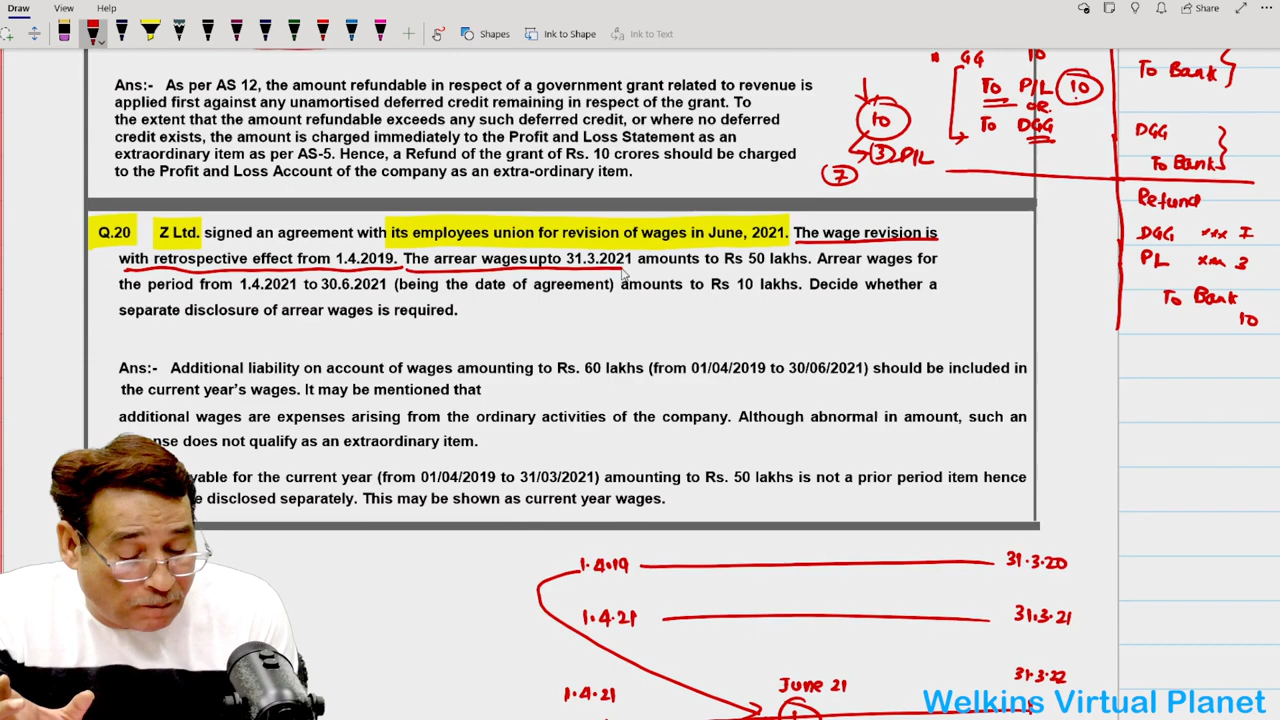 Draw View Help
Share
Shapes Ink to Shape Ink to Text
Ans:- As per AS 12, the amount refundable in respect of a government grant related to revenue is
applied first against any unamortised deferred credit remaining in respect of the grant. To
the extent that the amount refundable exceeds any such deferred credit, or where no deferred
credit exists, the amount is charged immediately to the Profit and Loss Statement as an
extraordinary item as per AS-5. Hence, a Refund of the grant of Rs. 10 crores should be charged
to the Profit and Loss Account of the company as an extra-ordinary item.
GG 10
To P/L 10
OR
To DGG
10
3 P/L
7
To Bank
DGG
To Bank
Refund
DGG xxx 7
PL xm 3
To Bank
10
Q.20 Z Ltd. signed an agreement with its employees union for revision of wages in June, 2021. The wage revision is
with retrospective effect from 1.4.2019. The arrear wages upto 31.3.2021 amounts to Rs 50 lakhs. Arrear wages for
the period from 1.4.2021 to 30.6.2021 (being the date of agreement) amounts to Rs 10 lakhs. Decide whether a
separate disclosure of arrear wages is required.
Ans:- Additional liability on account of wages amounting to Rs. 60 lakhs (from 01/04/2019 to 30/06/2021) should be included in
the current year's wages. It may be mentioned that
additional wages are expenses arising from the ordinary activities of the company. Although abnormal in amount, such an
ense does not qualify as an extraordinary item.
yable for the current year (from 01/04/2019 to 31/03/2021) amounting to Rs. 50 lakhs is not a prior period item hence
e disclosed separately. This may be shown as current year wages.
1.4.19 31.3.20
1.4.21 31.3.21
31.3.22
June 21
1.4.21
Welkins Virtual Planet